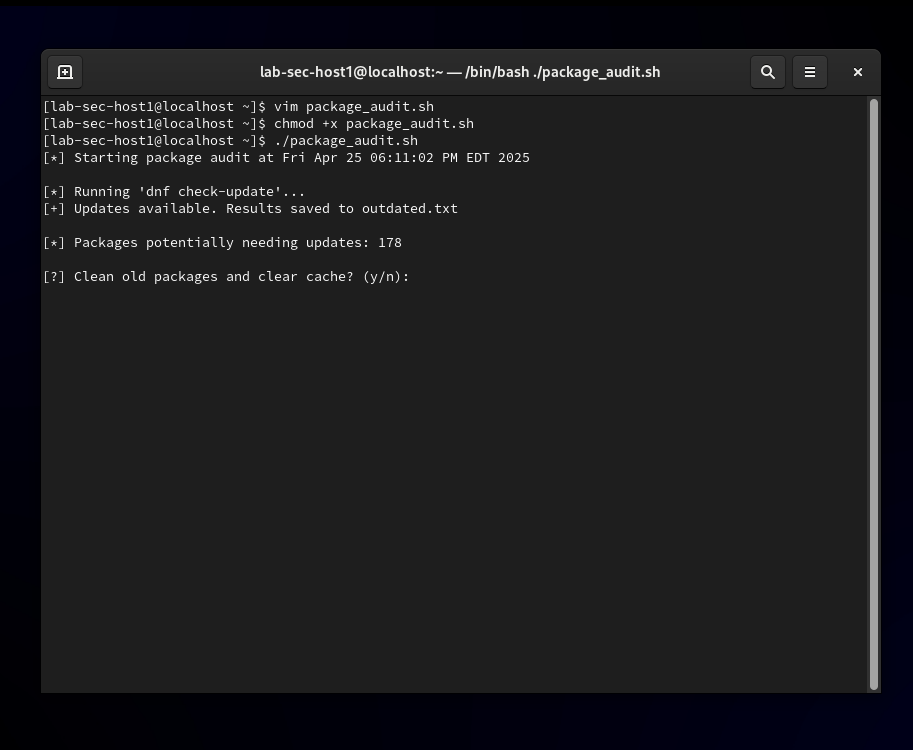 lab-sec-host1@localhost:~ — /bin/bash ./package_audit.sh
[lab-sec-host1@localhost ~]$ vim package_audit.sh
[lab-sec-host1@localhost ~]$ chmod +x package_audit.sh
[lab-sec-host1@localhost ~]$ ./package_audit.sh
[*] Starting package audit at Fri Apr 25 06:11:02 PM EDT 2025
[*] Running 'dnf check-update'...
[+] Updates available. Results saved to outdated.txt
[*] Packages potentially needing updates: 178
[?] Clean old packages and clear cache? (y/n):